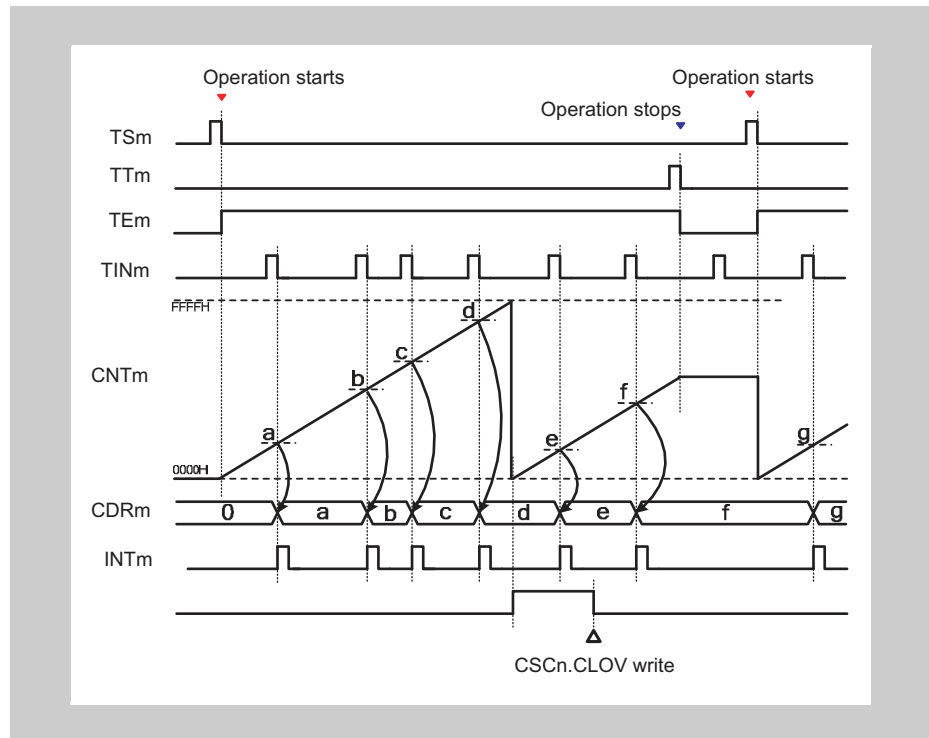 Operation starts
Operation starts
Operation stops
TSm
TTm
TEm
TINm
FFFFH
d
c
b
CNTm
f
a
e
g
0000H
CDRm 0 a b c d e f g
INTm
CSCn.CLOV write